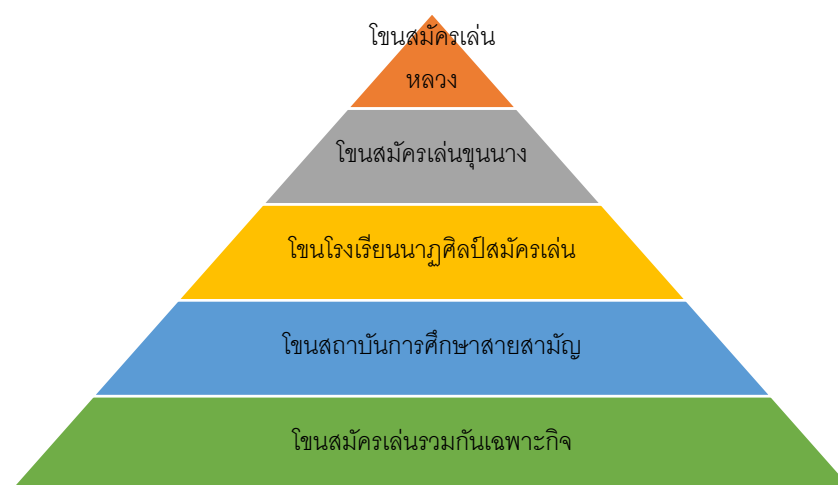 โขนสมัครเล่น
หลวง
โขนสมัครเล่นขุนนาง
โขนโรงเรียนนาฏศิลป์สมัครเล่น
โขนสถาบันการศึกษาสายสามัญ
โขนสมัครเล่นรวมกันเฉพาะกิจ